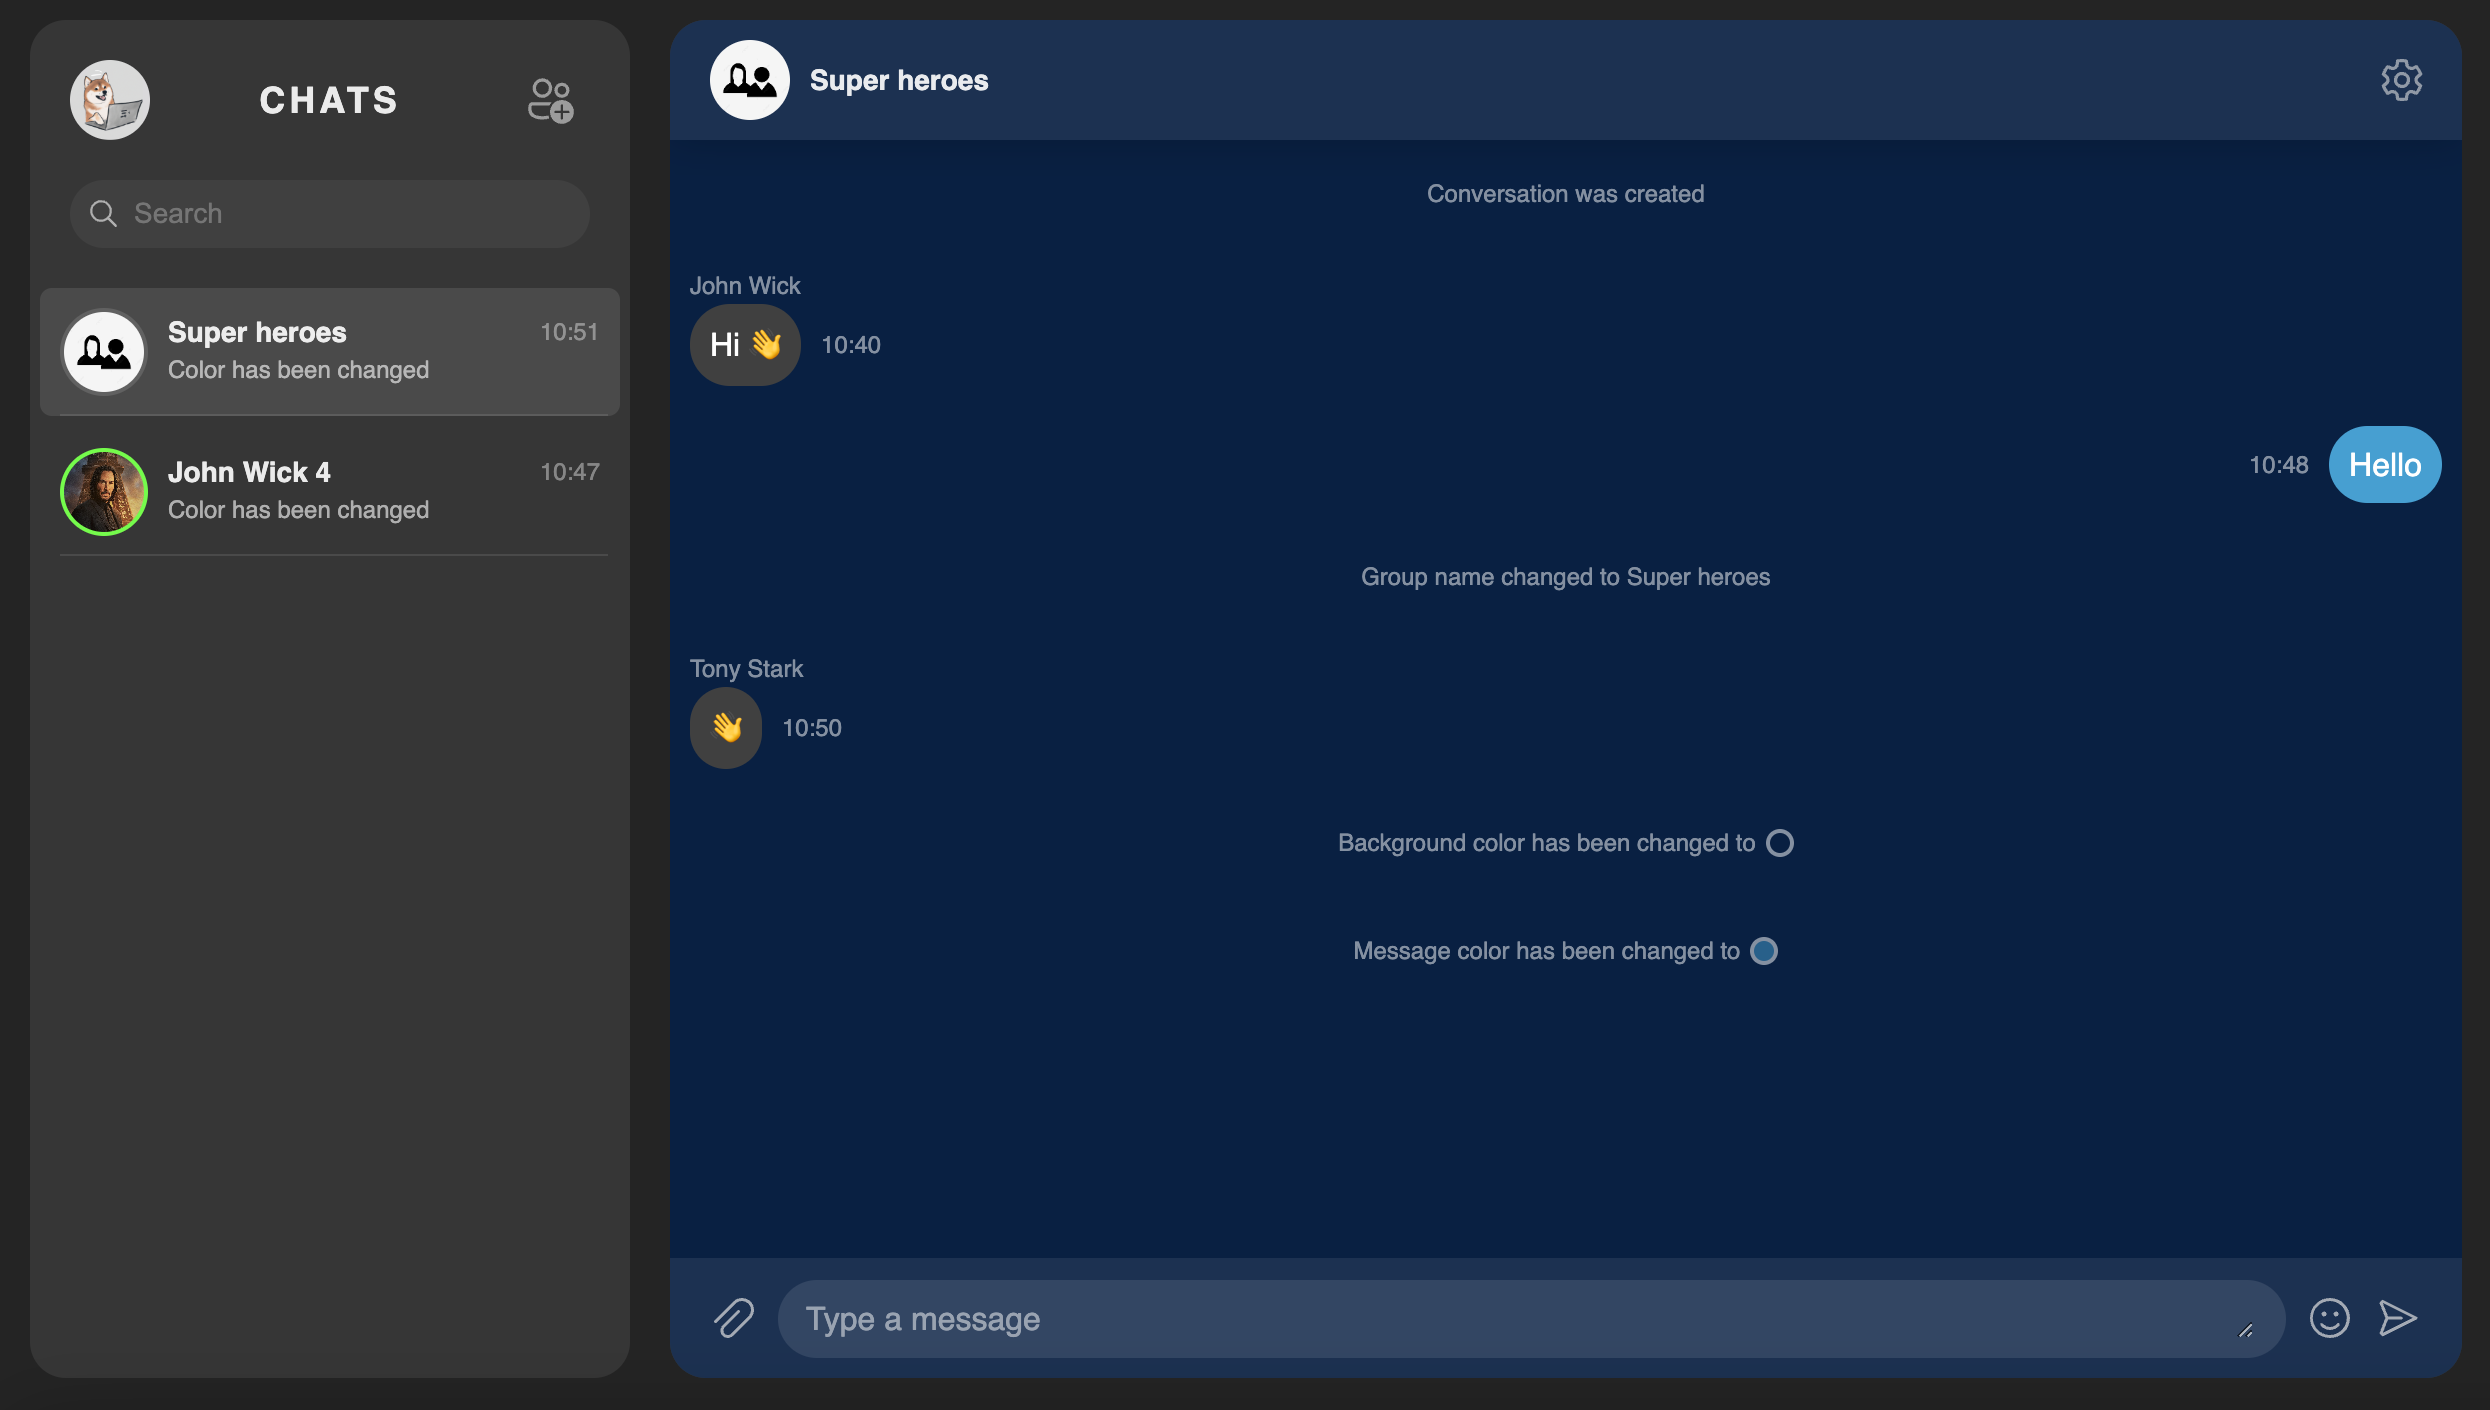 CHATS
Search
Super heroes 10:51
Color has been changed
John Wick 4 10:47
Color has been changed
Super heroes
Conversation was created
John Wick
Hi 👋 10:40
10:48 Hello
Group name changed to Super heroes
Tony Stark
👋 10:50
Background color has been changed to
Message color has been changed to
Type a message